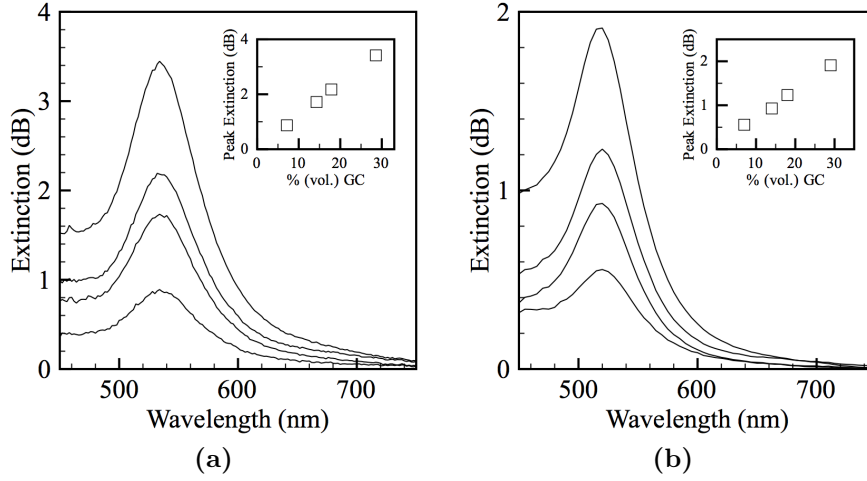 4
3
2
1
0
Extinction (dB)
500 600 700
Wavelength (nm)
4
2
0
Peak Extinction (dB)
0 10 20 30
% (vol.) GC
(a)
2
1
0
Extinction (dB)
500 600 700
Wavelength (nm)
2
1
0
Peak Extinction (dB)
0 10 20 30
% (vol.) GC
(b)